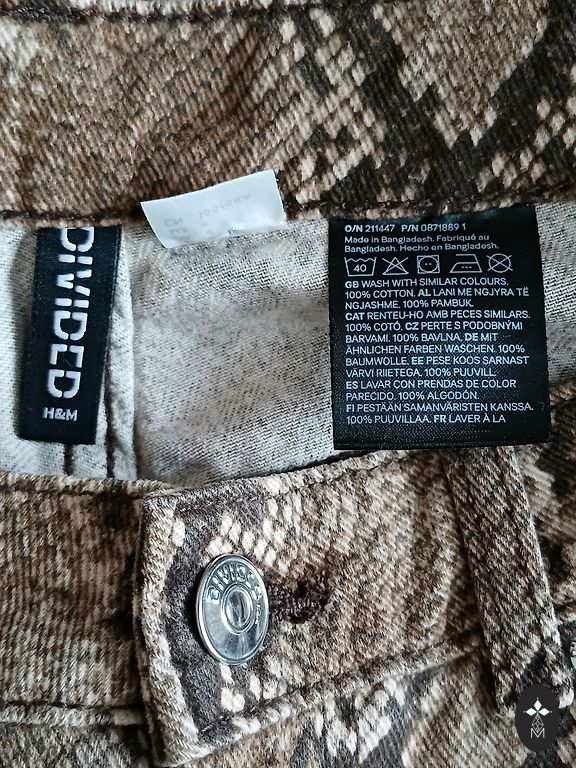 DIVIDED
H&M
O/N 211447 P/N 0871889 1
Made in Bangladesh. Fabriqué au
Bangladesh. Hecho en Bangladesh.
40
GB WASH WITH SIMILAR COLOURS.
100% COTTON. AL LANI ME NGJYRA TË
NGJASHME. 100% PAMBUK.
CAT RENTEU-HO AMB PECES SIMILARS.
100% COTÓ. CZ PERTE S PODOBNÝMI
BARVAMI. 100% BAVLNA. DE MIT
ÄHNLICHEN FARBEN WASCHEN. 100%
BAUMWOLLE. EE PESE KOOS SARNAST
VÄRVI RIIETEGA. 100% PUUVILL.
ES LAVAR CON PRENDAS DE COLOR
PARECIDO. 100% ALGODÓN.
FI PESTÄÄN SAMANVÄRISTEN KANSSA.
100% PUUVILLAA. FR LAVER À LA
DIVIDED